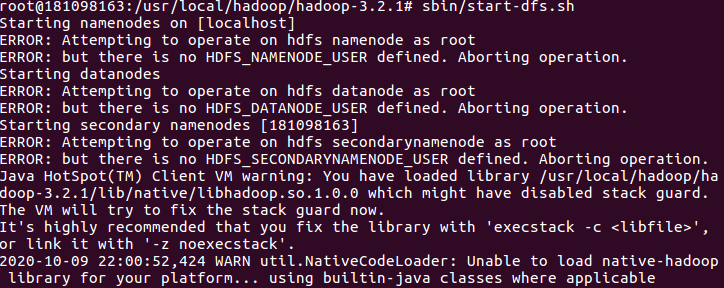 root@181098163:/usr/local/hadoop/hadoop-3.2.1# sbin/start-dfs.sh
Starting namenodes on [localhost]
ERROR: Attempting to operate on hdfs namenode as root
ERROR: but there is no HDFS_NAMENODE_USER defined. Aborting operation.
Starting datanodes
ERROR: Attempting to operate on hdfs datanode as root
ERROR: but there is no HDFS_DATANODE_USER defined. Aborting operation.
Starting secondary namenodes [181098163]
ERROR: Attempting to operate on hdfs secondarynamenode as root
ERROR: but there is no HDFS_SECONDARYNAMENODE_USER defined. Aborting operation.
Java HotSpot(TM) Client VM warning: You have loaded library /usr/local/hadoop/ha
doop-3.2.1/lib/native/libhadoop.so.1.0.0 which might have disabled stack guard.
The VM will try to fix the stack guard now.
It's highly recommended that you fix the library with 'execstack -c <libfile>',
or link it with '-z noexecstack'.
2020-10-09 22:00:52,424 WARN util.NativeCodeLoader: Unable to load native-hadoop
 library for your platform... using builtin-java classes where applicable